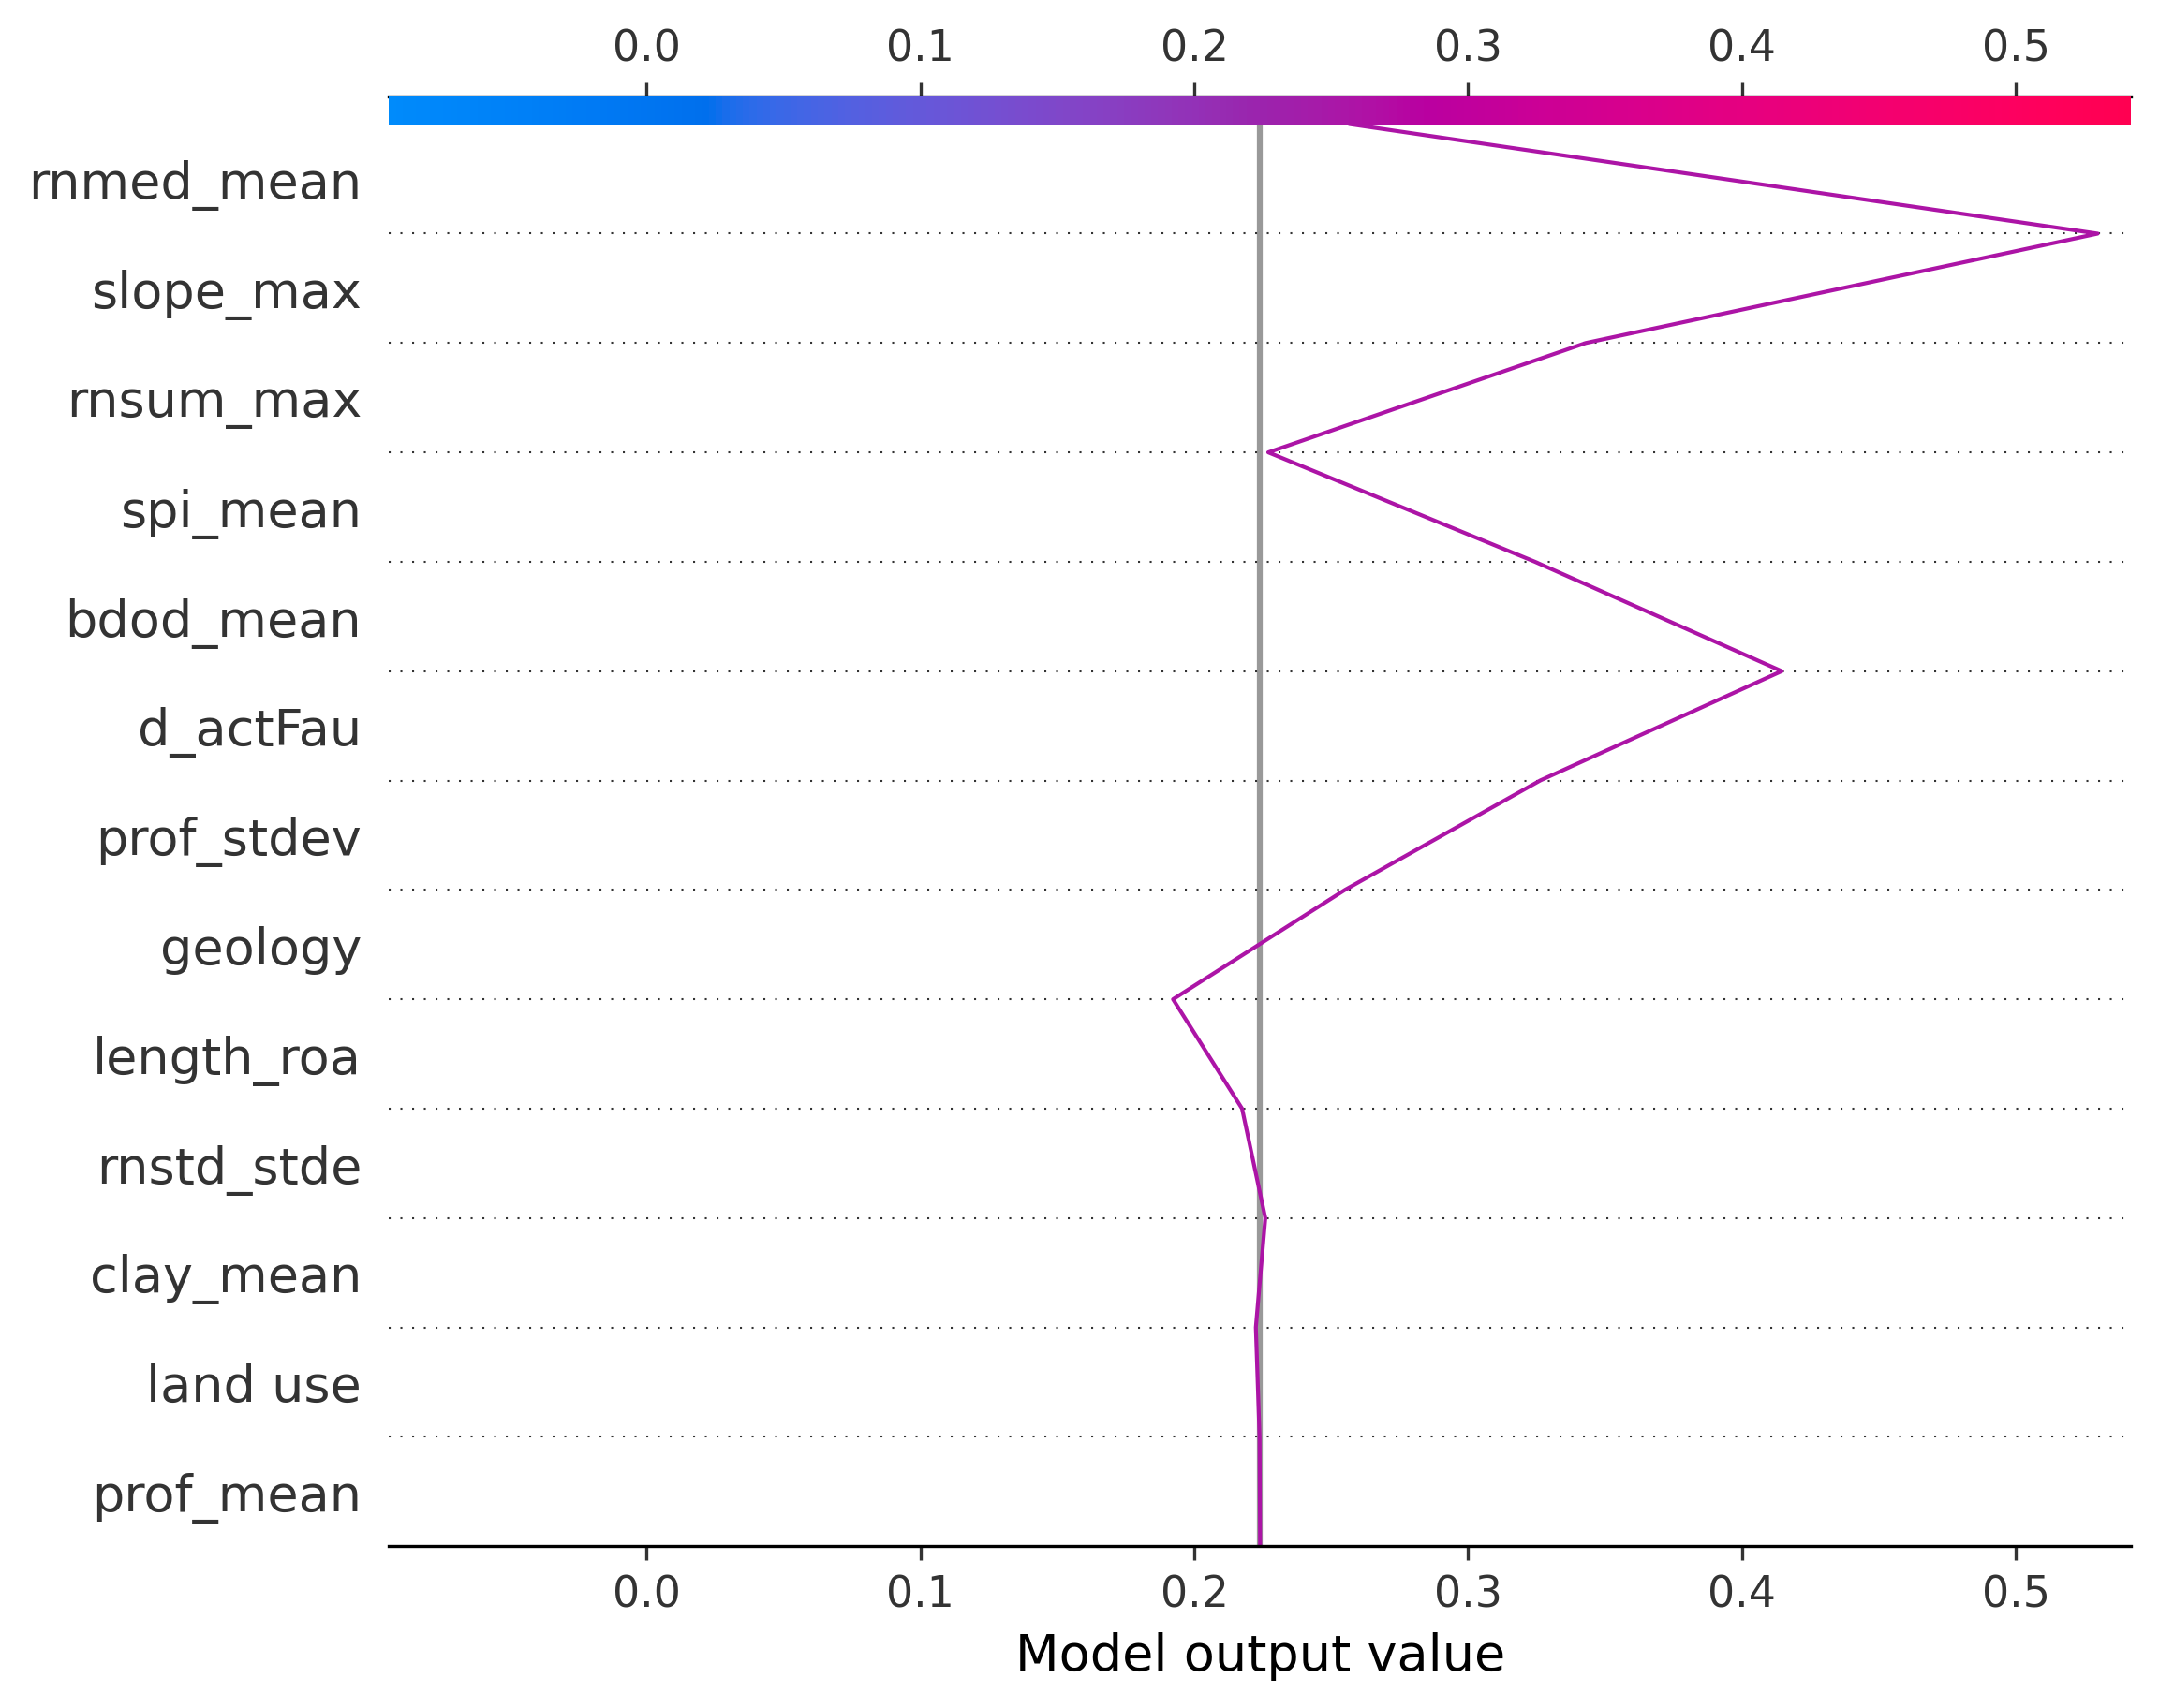 0.0 0.1 0.2 0.3 0.4 0.5
rnmed_mean
slope_max
rnsum_max
spi_mean
bdod_mean
d_actFau
prof_stdev
geology
length_roa
rnstd_stde
clay_mean
land use
prof_mean
0.0 0.1 0.2 0.3 0.4 0.5
Model output value